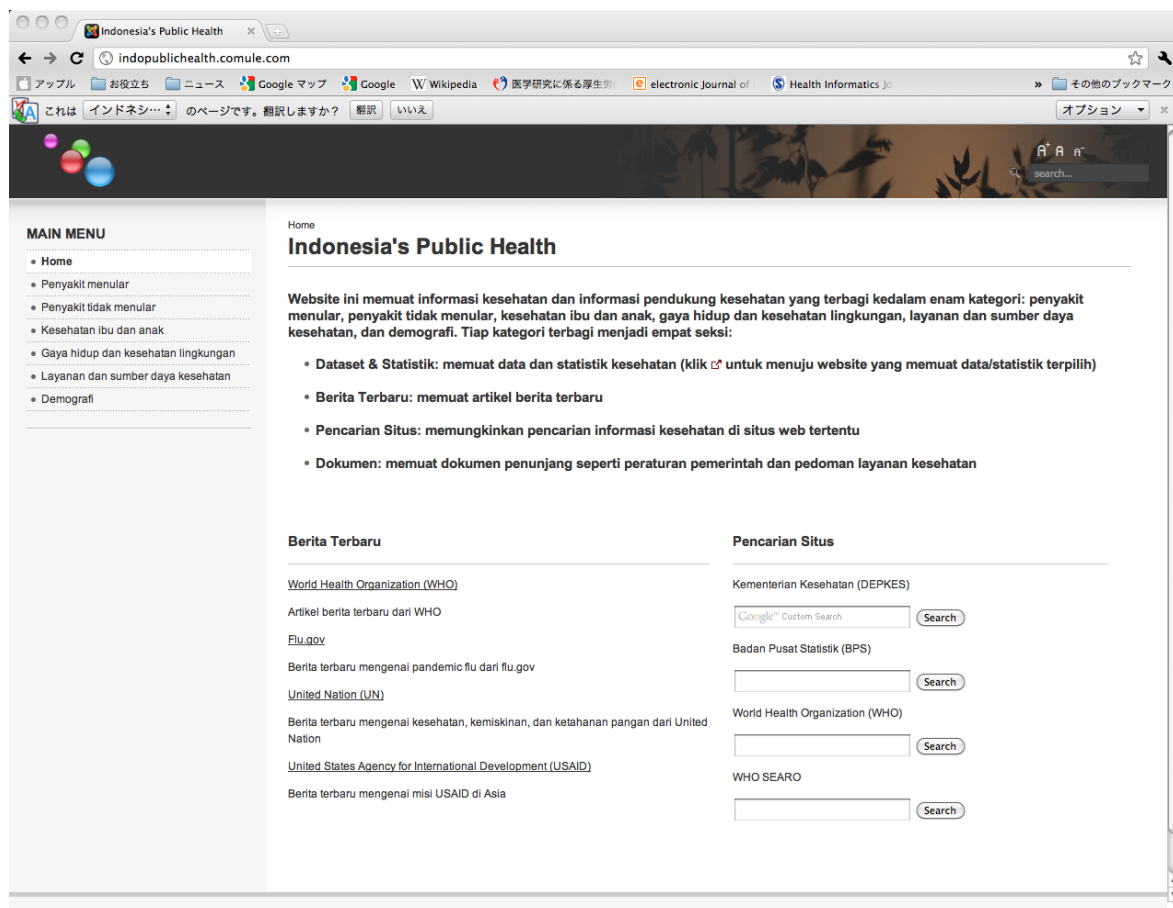 Indonesia's Public Health
indopublichealth.comule.com
アップル お役立ち ニュース Google マップ Google Wikipedia 医学研究に係る厚生労 electronic Journal of Health Informatics Jo » その他のブックマーク
これは インドネシ… のページです。翻訳しますか？ 翻訳 いいえ オプション
A+ A A-
search...
MAIN MENU
Home
Penyakit menular
Penyakit tidak menular
Kesehatan ibu dan anak
Gaya hidup dan kesehatan lingkungan
Layanan dan sumber daya kesehatan
Demografi
Home
Indonesia's Public Health
Website ini memuat informasi kesehatan dan informasi pendukung kesehatan yang terbagi kedalam enam kategori: penyakit
menular, penyakit tidak menular, kesehatan ibu dan anak, gaya hidup dan kesehatan lingkungan, layanan dan sumber daya
kesehatan, dan demografi. Tiap kategori terbagi menjadi empat seksi:
• Dataset & Statistik: memuat data dan statistik kesehatan (klik untuk menuju website yang memuat data/statistik terpilih)
• Berita Terbaru: memuat artikel berita terbaru
• Pencarian Situs: memungkinkan pencarian informasi kesehatan di situs web tertentu
• Dokumen: memuat dokumen penunjang seperti peraturan pemerintah dan pedoman layanan kesehatan
Berita Terbaru
World Health Organization (WHO)
Artikel berita terbaru dari WHO
Flu.gov
Berita terbaru mengenai pandemic flu dari flu.gov
United Nation (UN)
Berita terbaru mengenai kesehatan, kemiskinan, dan ketahanan pangan dari United
Nation
United States Agency for International Development (USAID)
Berita terbaru mengenai misi USAID di Asia
Pencarian Situs
Kementerian Kesehatan (DEPKES)
Google™ Custom Search Search
Badan Pusat Statistik (BPS)
Search
World Health Organization (WHO)
Search
WHO SEARO
Search